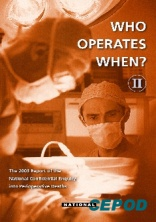 WHO
OPERATES
WHEN?
II
The 2003 Report of the
National Confidential Enquiry
into Perioperative Deaths
NATIONAL
CEPOD